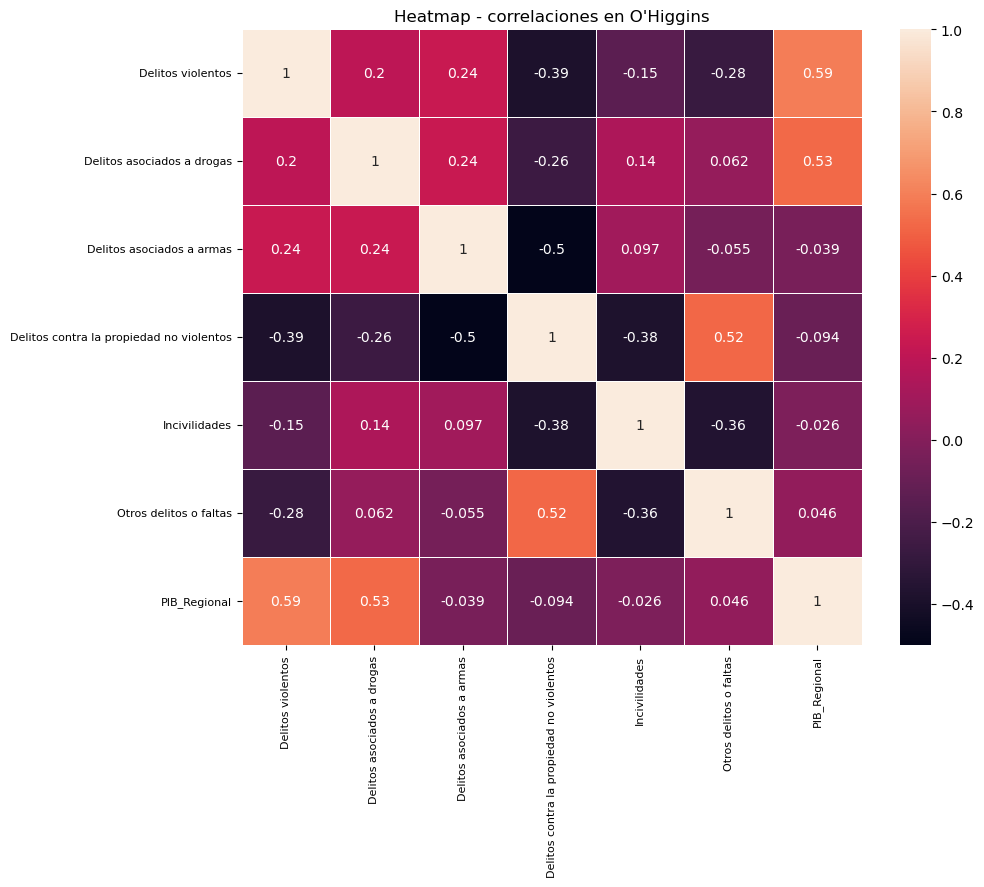 Heatmap - correlaciones en O'Higgins
Delitos violentos 1 0.2 0.24 -0.39 -0.15 -0.28 0.59
Delitos asociados a drogas 0.2 1 0.24 -0.26 0.14 0.062 0.53
Delitos asociados a armas 0.24 0.24 1 -0.5 0.097 -0.055 -0.039
Delitos contra la propiedad no violentos -0.39 -0.26 -0.5 1 -0.38 0.52 -0.094
Incivilidades -0.15 0.14 0.097 -0.38 1 -0.36 -0.026
Otros delitos o faltas -0.28 0.062 -0.055 0.52 -0.36 1 0.046
PIB_Regional 0.59 0.53 -0.039 -0.094 -0.026 0.046 1
Delitos violentos
Delitos asociados a drogas
Delitos asociados a armas
Delitos contra la propiedad no violentos
Incivilidades
Otros delitos o faltas
PIB_Regional
1.0
0.8
0.6
0.4
0.2
0.0
−0.2
−0.4